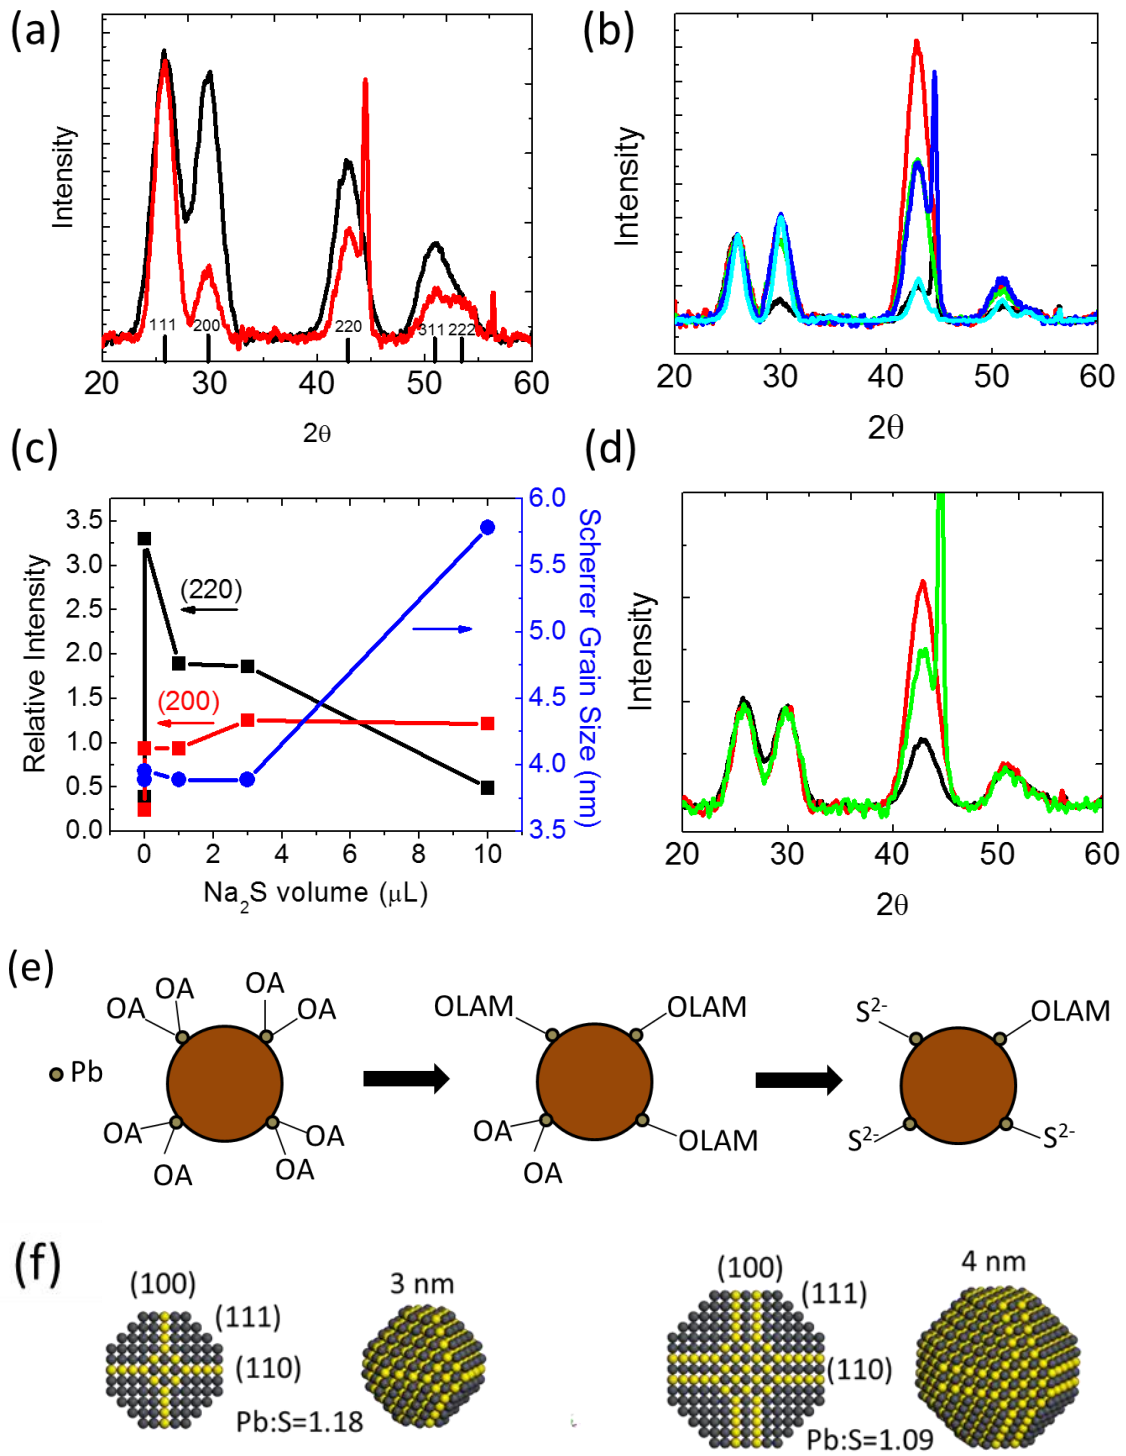 (a)
Intensity
111 200 220 311 222
20 30 40 50 60
2θ
(b)
Intensity
20 30 40 50 60
2θ
(c)
Relative Intensity
3.5
3.0
2.5
2.0
1.5
1.0
0.5
0.0
(220)
(200)
6.0
5.5
5.0
4.5
4.0
3.5
Scherrer Grain Size (nm)
0 2 4 6 8 10
Na₂S volume (μL)
(d)
Intensity
20 30 40 50 60
2θ
(e)
Pb
OA OA OA OA
OA OA OA OA
OLAM OLAM
OA OA OLAM
S²⁻ OLAM
S²⁻ S²⁻
(f)
(100)
(111)
(110)
3 nm
Pb:S=1.18
(100)
(111)
(110)
4 nm
Pb:S=1.09